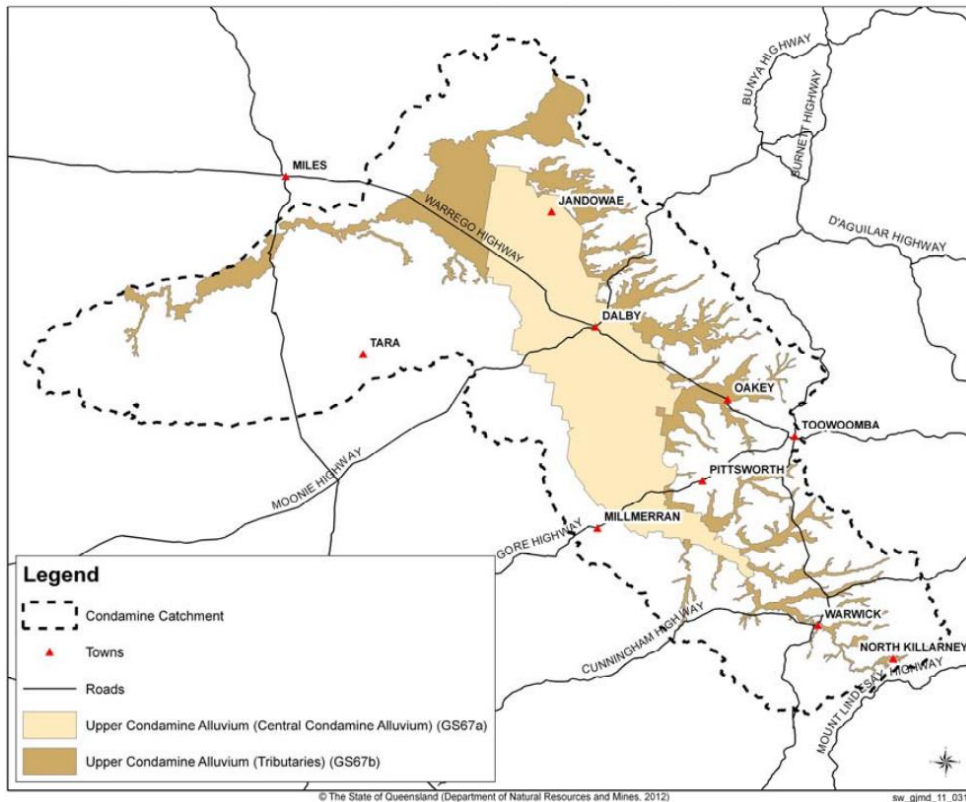 BUNYA HIGHWAY
BURNETT HIGHWAY
MILES
JANDOWAE
WARREGO HIGHWAY
D'AGUILAR HIGHWAY
DALBY
TARA
OAKEY
TOOWOOMBA
PITTSWORTH
MOONIE HIGHWAY
MILLMERRAN
GORE HIGHWAY
WARWICK
CUNNINGHAM HIGHWAY
NORTH KILLARNEY
MOUNT LINDESAY HIGHWAY
Legend
Condamine Catchment
Towns
Roads
Upper Condamine Alluvium (Central Condamine Alluvium) (GS67a)
Upper Condamine Alluvium (Tributaries) (GS67b)
© The State of Queensland (Department of Natural Resources and Mines, 2012)
sw_gjmd_11_031